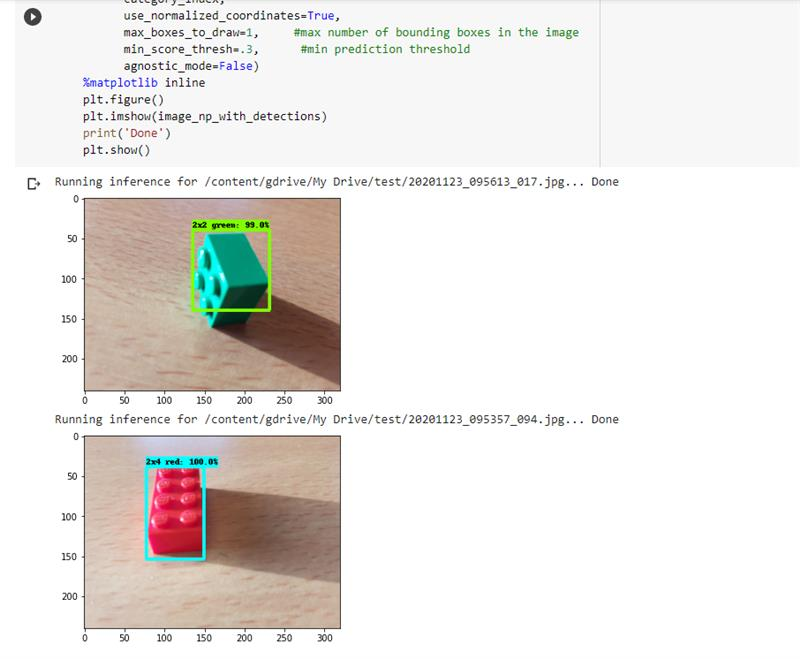 category_index,
use_normalized_coordinates=True,
max_boxes_to_draw=1, #max number of bounding boxes in the image
min_score_thresh=.3, #min prediction threshold
agnostic_mode=False)
%matplotlib inline
plt.figure()
plt.imshow(image_np_with_detections)
print('Done')
plt.show()
Running inference for /content/gdrive/My Drive/test/20201123_095613_017.jpg... Done
0
2x2 green: 99.0%
50
100
150
200
0 50 100 150 200 250 300
Running inference for /content/gdrive/My Drive/test/20201123_095357_094.jpg... Done
0
2x4 red: 100.0%
50
100
150
200
0 50 100 150 200 250 300